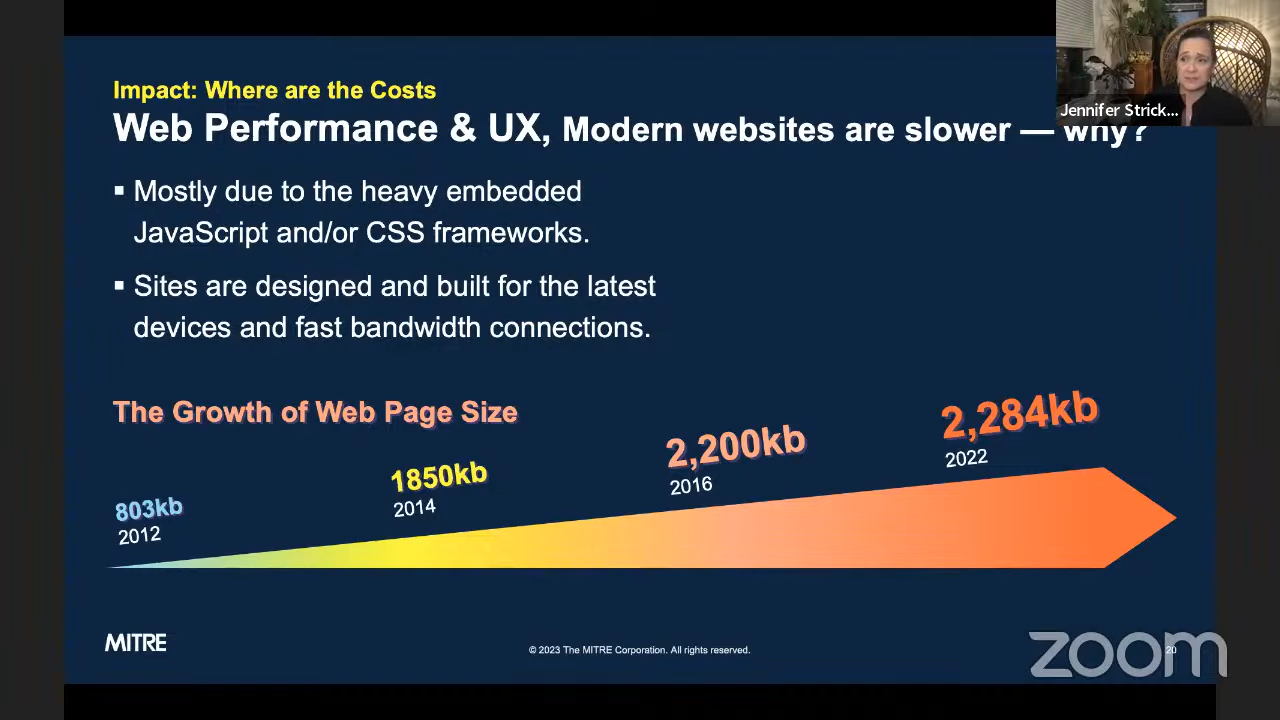 Impact: Where are the Costs
Web Performance & UX, Modern websites are slower — why?
Jennifer Strick...
▪ Mostly due to the heavy embedded
JavaScript and/or CSS frameworks.
▪ Sites are designed and built for the latest
devices and fast bandwidth connections.
The Growth of Web Page Size
803kb
2012
1850kb
2014
2,200kb
2016
2,284kb
2022
MITRE
© 2023 The MITRE Corporation. All rights reserved.
20
zoom